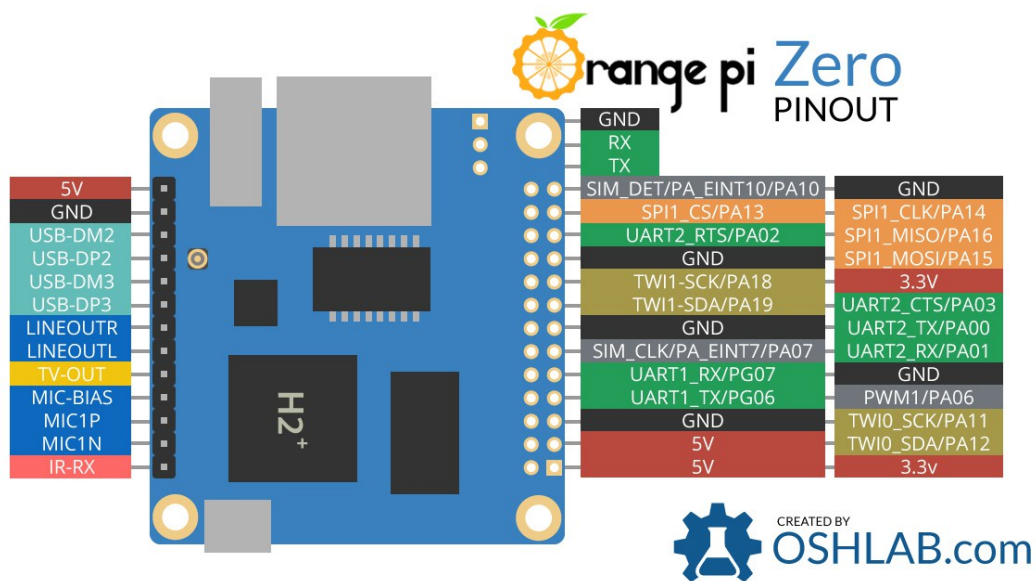 Orange pi Zero
PINOUT
GND
RX
TX
5V
GND
USB-DM2
USB-DP2
USB-DM3
USB-DP3
LINEOUTR
LINEOUTL
TV-OUT
MIC-BIAS
MIC1P
MIC1N
IR-RX
H2+
SIM_DET/PA_EINT10/PA10 GND
SPI1_CS/PA13 SPI1_CLK/PA14
UART2_RTS/PA02 SPI1_MISO/PA16
GND SPI1_MOSI/PA15
TWI1-SCK/PA18 3.3V
TWI1-SDA/PA19 UART2_CTS/PA03
GND UART2_TX/PA00
SIM_CLK/PA_EINT7/PA07 UART2_RX/PA01
UART1_RX/PG07 GND
UART1_TX/PG06 PWM1/PA06
GND TWI0_SCK/PA11
5V TWI0_SDA/PA12
5V 3.3v
CREATED BY
OSHLAB.com